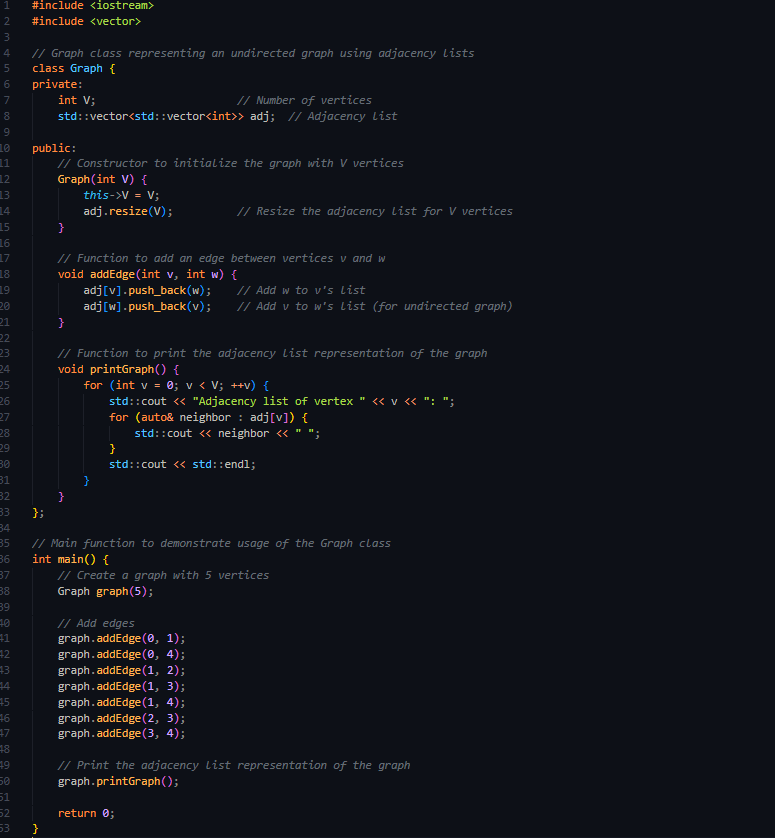 1 #include <iostream>
2 #include <vector>
3
4 // Graph class representing an undirected graph using adjacency lists
5 class Graph {
6 private:
7     int V;                      // Number of vertices
8     std::vector<std::vector<int>> adj;  // Adjacency List
9
10 public:
11     // Constructor to initialize the graph with V vertices
12     Graph(int V) {
13         this->V = V;
14         adj.resize(V);          // Resize the adjacency list for V vertices
15     }
16
17     // Function to add an edge between vertices v and w
18     void addEdge(int v, int w) {
19         adj[v].push_back(w);    // Add w to v's list
20         adj[w].push_back(v);    // Add v to w's list (for undirected graph)
21     }
22
23     // Function to print the adjacency list representation of the graph
24     void printGraph() {
25         for (int v = 0; v < V; ++v) {
26             std::cout << "Adjacency list of vertex " << v << ": ";
27             for (auto& neighbor : adj[v]) {
28                 std::cout << neighbor << " ";
29             }
30             std::cout << std::endl;
31         }
32     }
33 };
34
35 // Main function to demonstrate usage of the Graph class
36 int main() {
37     // Create a graph with 5 vertices
38     Graph graph(5);
39
40     // Add edges
41     graph.addEdge(0, 1);
42     graph.addEdge(0, 4);
43     graph.addEdge(1, 2);
44     graph.addEdge(1, 3);
45     graph.addEdge(1, 4);
46     graph.addEdge(2, 3);
47     graph.addEdge(3, 4);
48
49     // Print the adjacency list representation of the graph
50     graph.printGraph();
51
52     return 0;
53 }